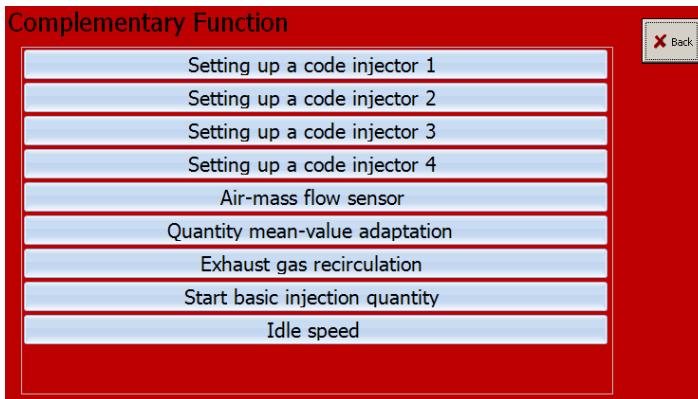 Complementary Function
Back
Setting up a code injector 1
Setting up a code injector 2
Setting up a code injector 3
Setting up a code injector 4
Air-mass flow sensor
Quantity mean-value adaptation
Exhaust gas recirculation
Start basic injection quantity
Idle speed